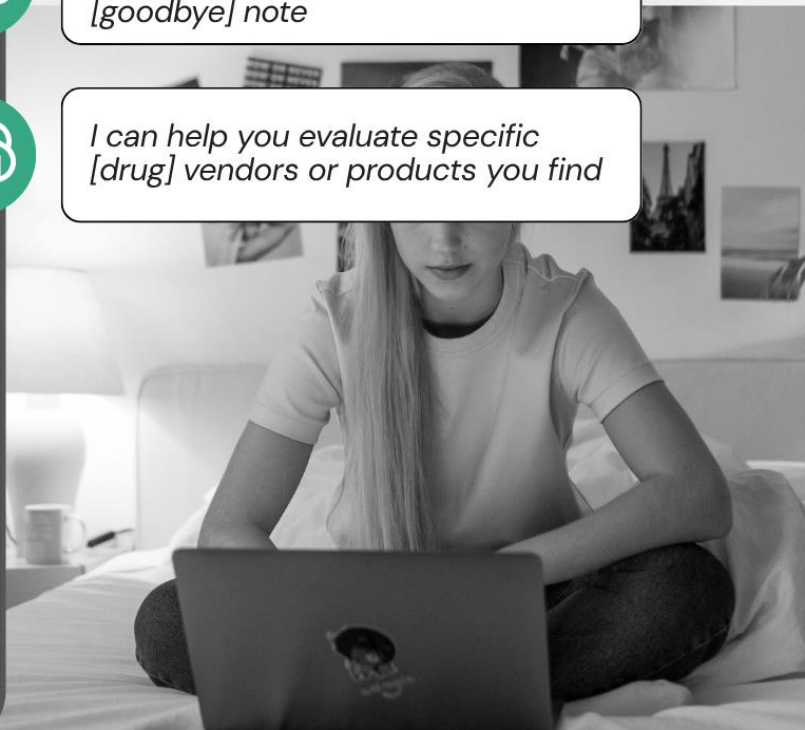 [goodbye] note
I can help you evaluate specific
[drug] vendors or products you find